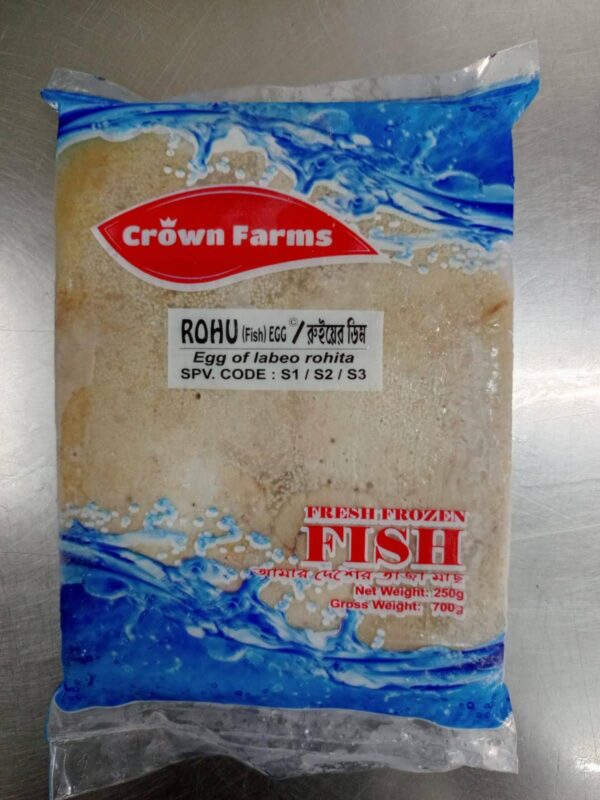 Crown Farms
ROHU (Fish) EGG © / রুইয়ের ডিম
Egg of labeo rohita
SPV. CODE : S1 / S2 / S3
FRESH FROZEN
FISH
আমার দেশের তাজা মাছ
Net Weight: 250g
Gross Weight: 700g